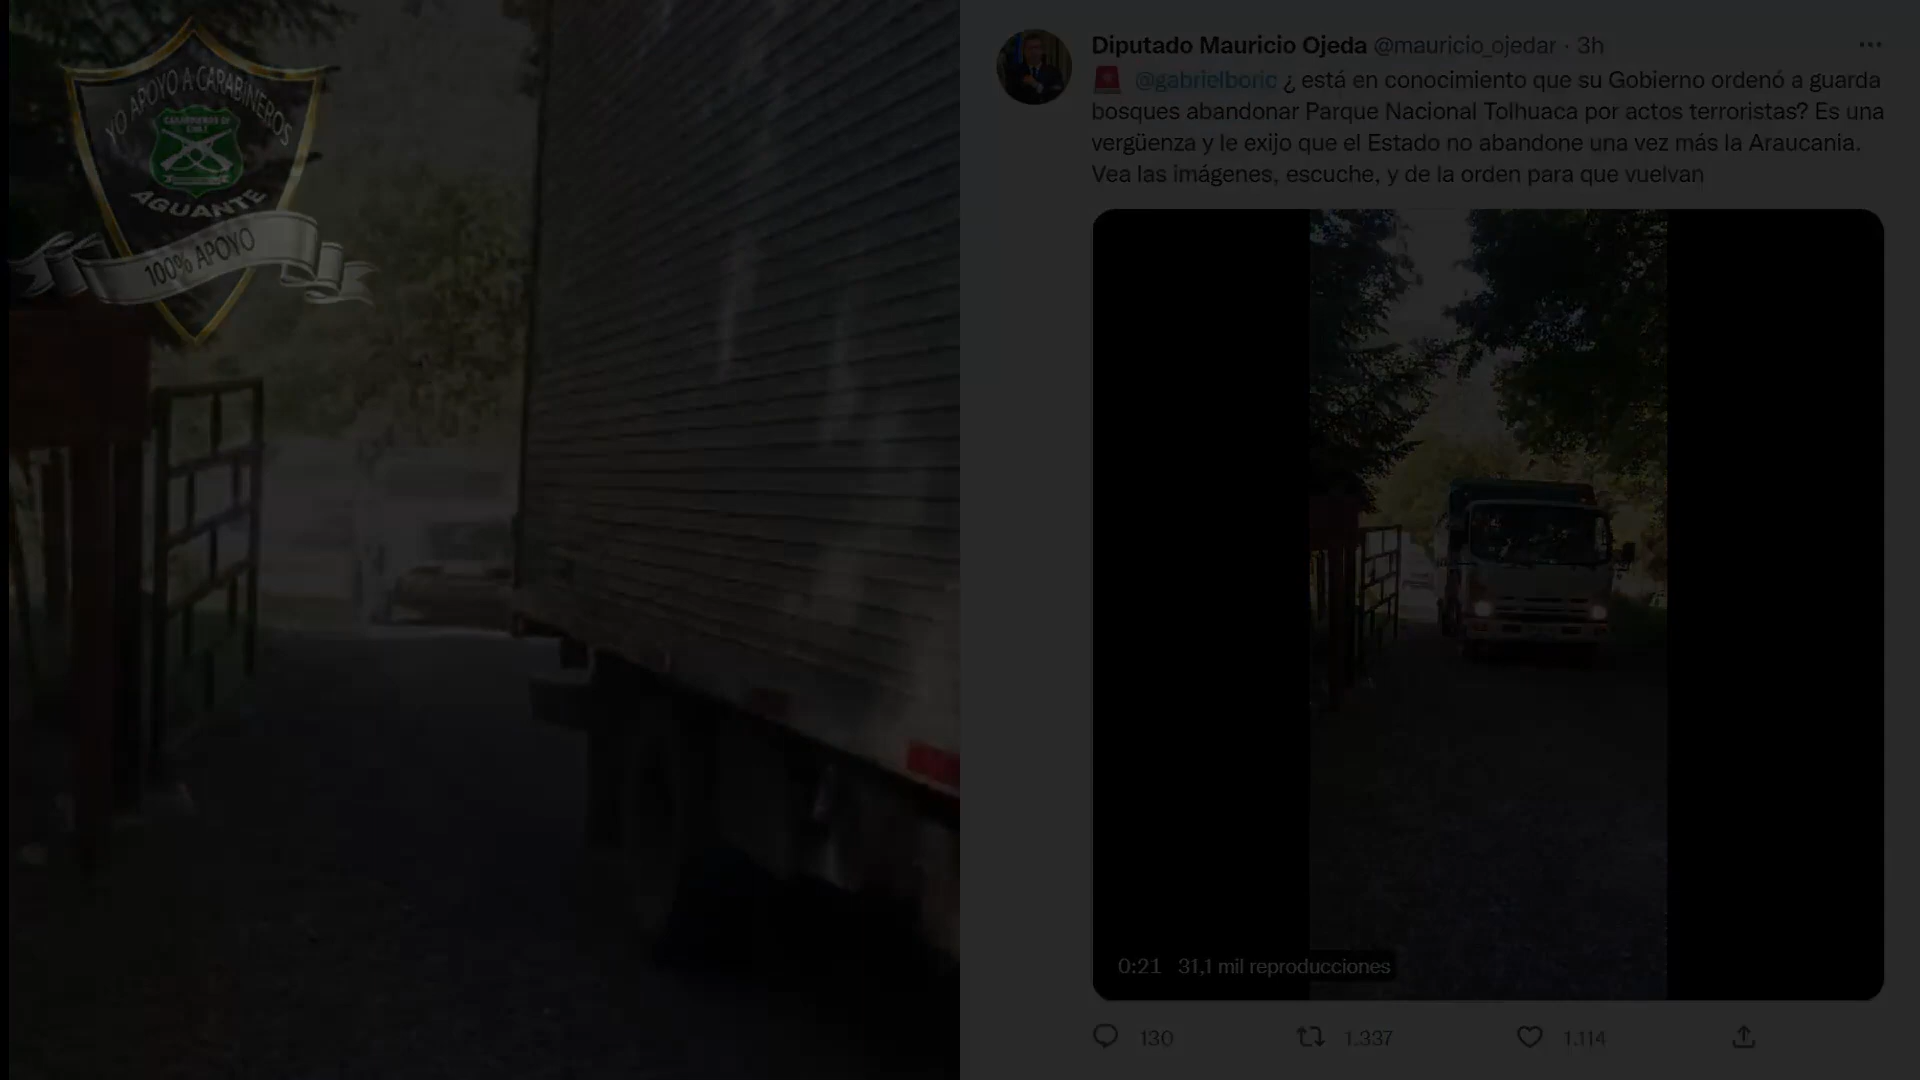 YO APOYO A CARABINEROS
CARABINEROS DE
CHILE
AGUANTE
100% APOYO
Diputado Mauricio Ojeda @mauricio_ojedar · 3h
@gabrielboric ¿ está en conocimiento que su Gobierno ordenó a guarda
bosques abandonar Parque Nacional Tolhuaca por actos terroristas? Es una
vergüenza y le exijo que el Estado no abandone una vez más la Araucania.
Vea las imágenes, escuche, y de la orden para que vuelvan
0:21 31,1 mil reproducciones
130 1.337 1.114